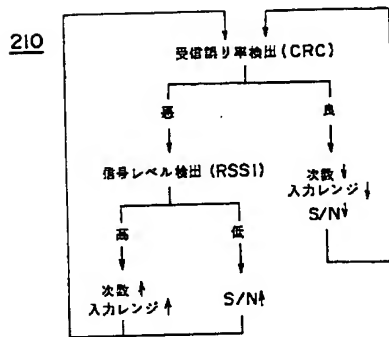 210
受信誤り率検出(CRC)
悪
良
信号レベル検出(RSSI)
次数↓
入力レンジ↓
S/N↓
高
低
次数↑
入力レンジ↑
S/N↑